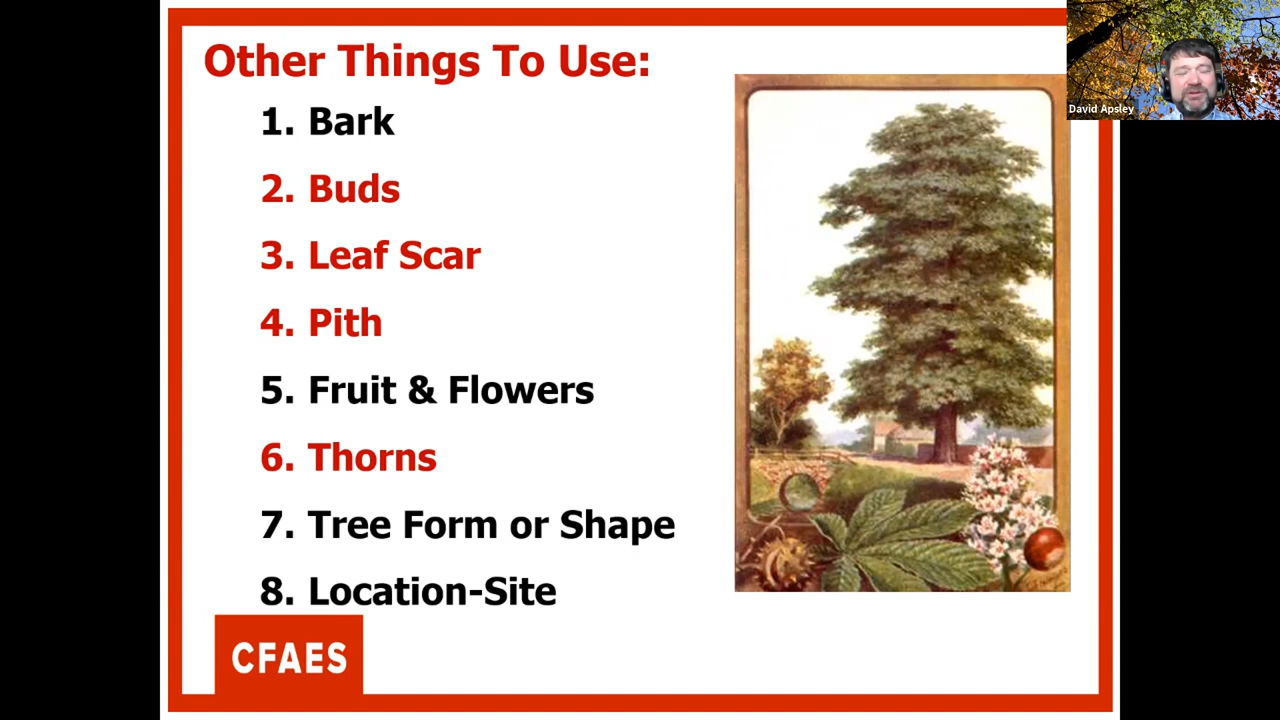 Other Things To Use:
1. Bark
2. Buds
3. Leaf Scar
4. Pith
5. Fruit & Flowers
6. Thorns
7. Tree Form or Shape
8. Location-Site
CFAES
David Apsley